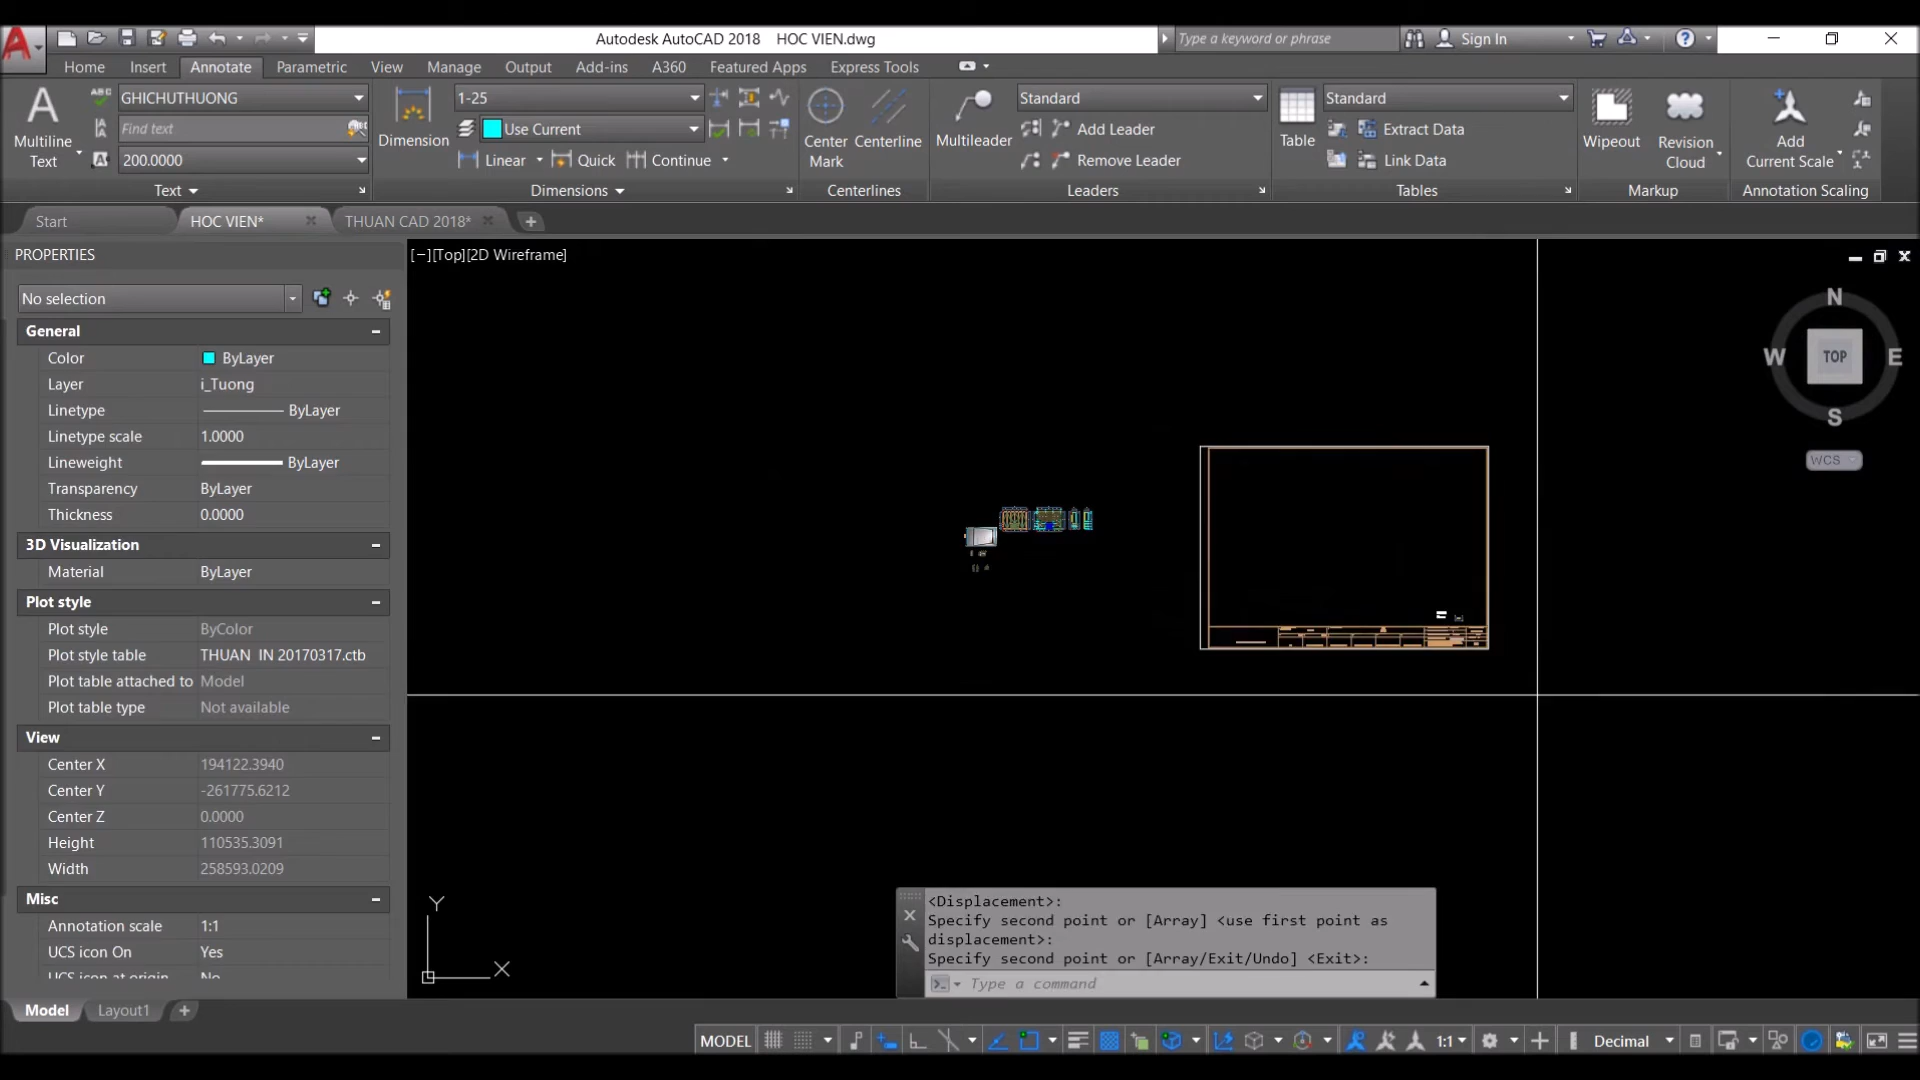 Autodesk AutoCAD 2018 HOC VIEN.dwg
Type a keyword or phrase
Sign In
Home Insert Annotate Parametric View Manage Output Add-ins A360 Featured Apps Express Tools
Multiline
Text
GHICHUTHUONG
Find text
200.0000
Text
Dimension
1-25
Use Current
Linear Quick Continue
Dimensions
Center
Mark
Centerline
Centerlines
Multileader
Standard
Add Leader
Remove Leader
Leaders
Table
Standard
Extract Data
Link Data
Tables
Wipeout
Revision
Cloud
Markup
Add
Current Scale
Annotation Scaling
Start HOC VIEN* THUAN CAD 2018*
PROPERTIES
No selection
General
Color ByLayer
Layer i_Tuong
Linetype ByLayer
Linetype scale 1.0000
Lineweight ByLayer
Transparency ByLayer
Thickness 0.0000
3D Visualization
Material ByLayer
Plot style
Plot style ByColor
Plot style table THUAN IN 20170317.ctb
Plot table attached to Model
Plot table type Not available
View
Center X 194122.3940
Center Y -261775.6212
Center Z 0.0000
Height 110535.3091
Width 258593.0209
Misc
Annotation scale 1:1
UCS icon On Yes
UCS icon at origin No
[−][Top][2D Wireframe]
N
W TOP E
S
WCS
Y
X
<Displacement>:
Specify second point or [Array] <use first point as
displacement>:
Specify second point or [Array/Exit/Undo] <Exit>:
Type a command
Model Layout1
MODEL 1:1 Decimal